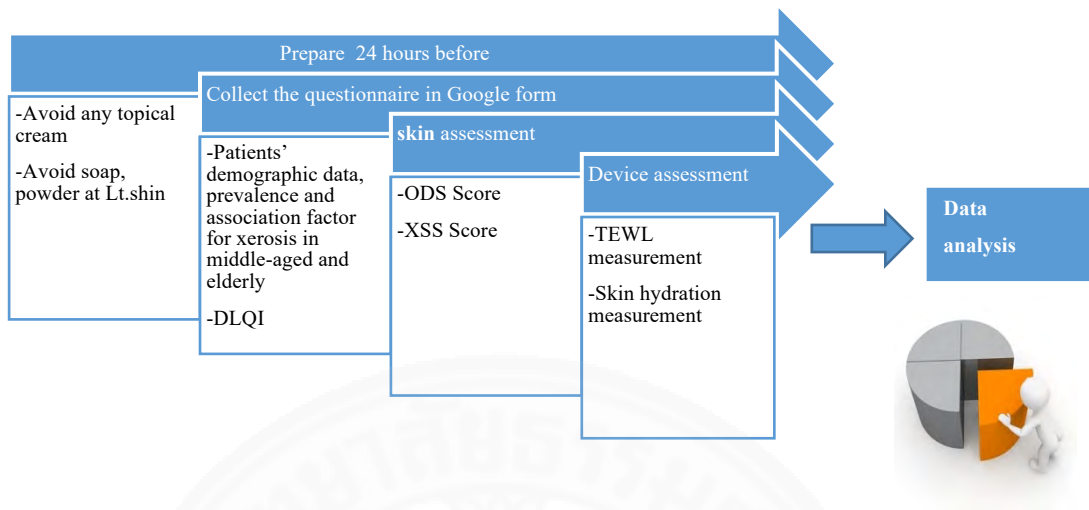 Prepare 24 hours before
Collect the questionnaire in Google form
skin assessment
Device assessment
-Avoid any topical
cream
-Avoid soap,
powder at Lt.shin
-Patients'
demographic data,
prevalence and
association factor
for xerosis in
middle-aged and
elderly
-DLQI
-ODS Score
-XSS Score
-TEWL
measurement
-Skin hydration
measurement
Data
analysis